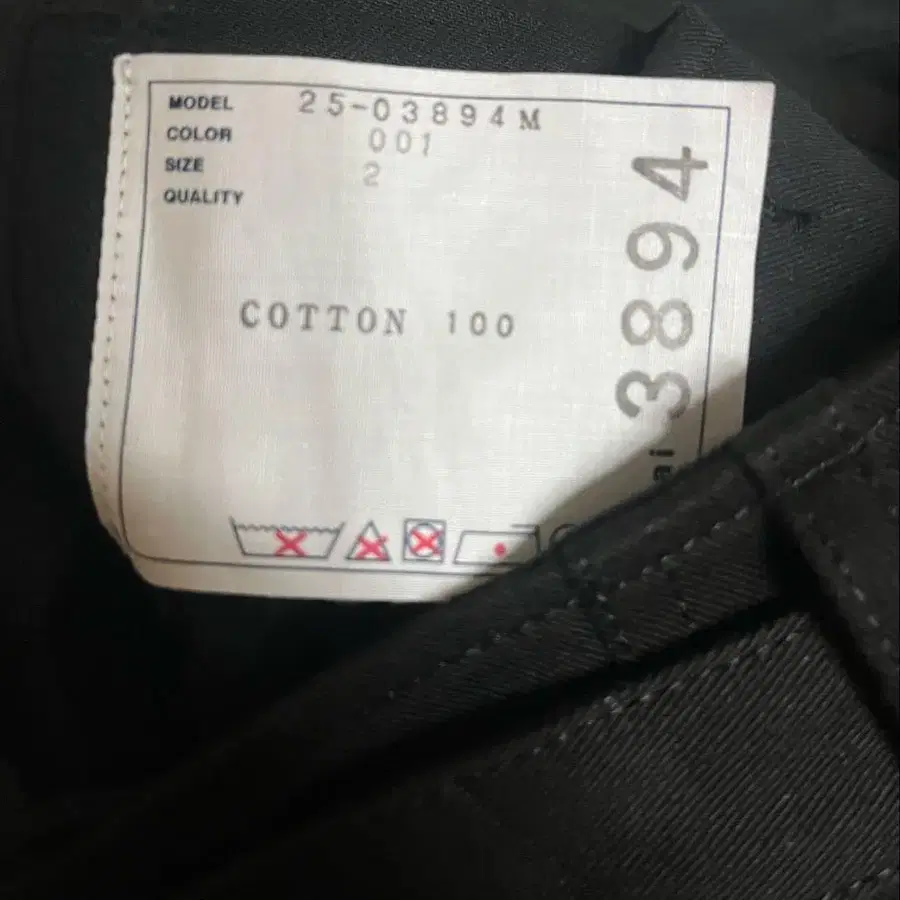 MODEL 25-03894M
COLOR 001
SIZE 2
QUALITY
COTTON 100
3894